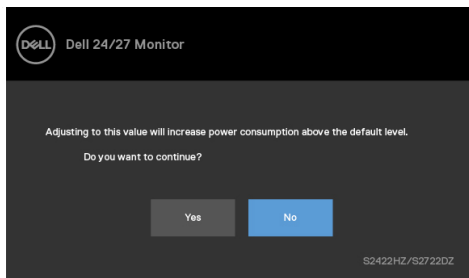 DELL
Dell 24/27 Monitor
Adjusting to this value will increase power consumption above the default level.
Do you want to continue?
Yes
No
S2422HZ/S2722DZ